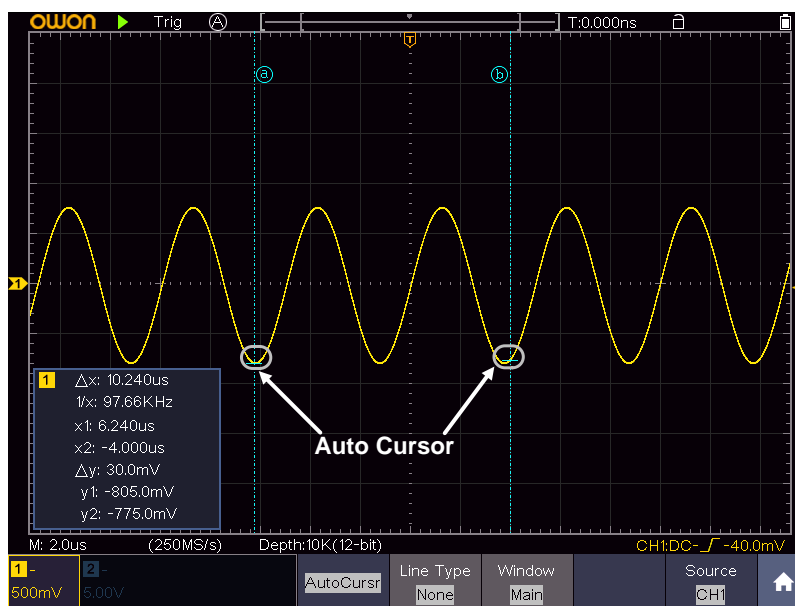 owon Trig A T:0.000ns
T
a b
1
1 △x: 10.240us
1/x: 97.66KHz
x1: 6.240us
x2: -4.000us
△y: 30.0mV
y1: -805.0mV
y2: -775.0mV
Auto Cursor
M: 2.0us (250MS/s) Depth:10K(12-bit) CH1:DC- -40.0mV
1 - 2 - Line Type Window Source
500mV 5.00V AutoCursr None Main CH1